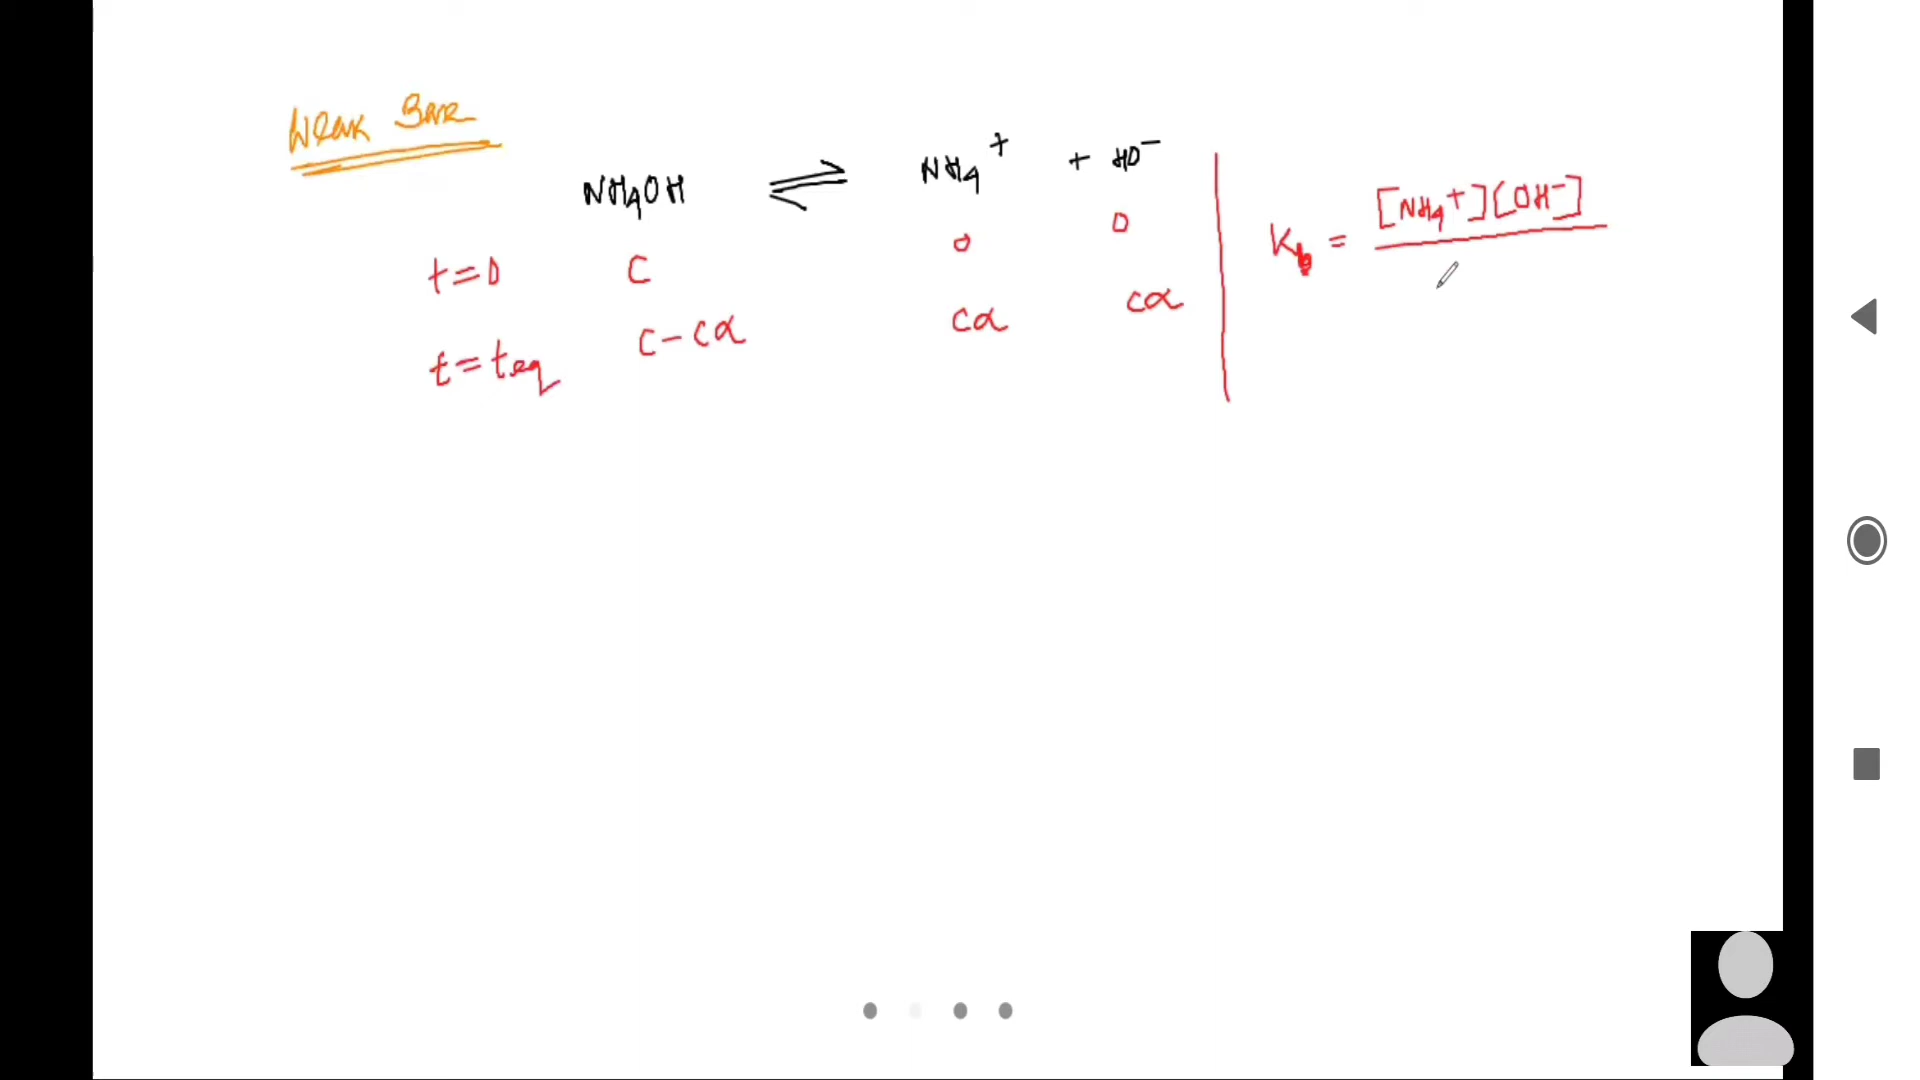 Weak Base
NH4OH ⇌ NH4+ + HO−
t=0 C 0 0
t=teq C-Cα Cα Cα
Kb = [NH4+][OH−]